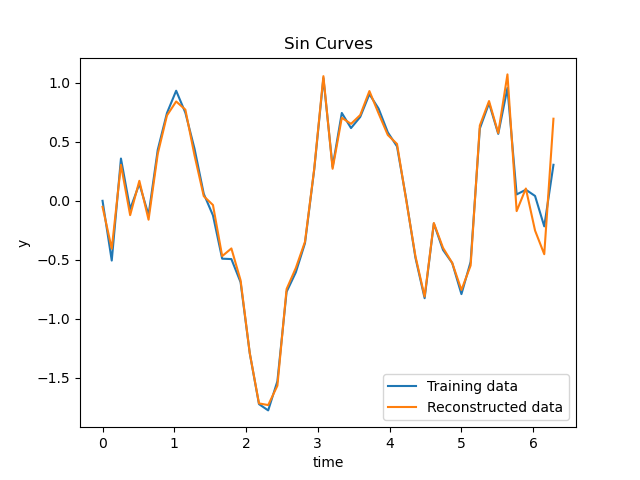 Sin Curves
1.0
0.5
0.0
−0.5
−1.0
−1.5
y
0 1 2 3 4 5 6
time
Training data
Reconstructed data